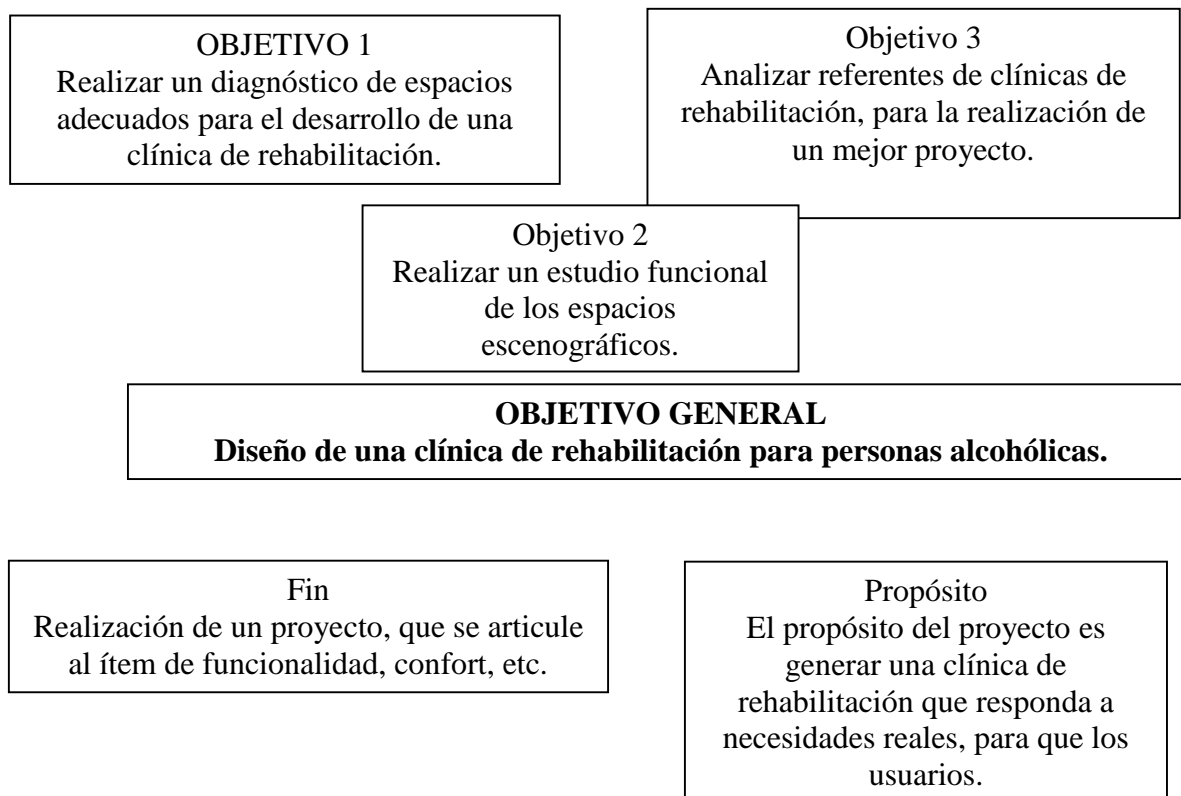 OBJETIVO 1
Realizar un diagnóstico de espacios
adecuados para el desarrollo de una
clínica de rehabilitación.
Objetivo 3
Analizar referentes de clínicas de
rehabilitación, para la realización de
un mejor proyecto.
Objetivo 2
Realizar un estudio funcional
de los espacios
escenográficos.
OBJETIVO GENERAL
Diseño de una clínica de rehabilitación para personas alcohólicas.
Fin
Realización de un proyecto, que se articule
al ítem de funcionalidad, confort, etc.
Propósito
El propósito del proyecto es
generar una clínica de
rehabilitación que responda a
necesidades reales, para que los
usuarios.